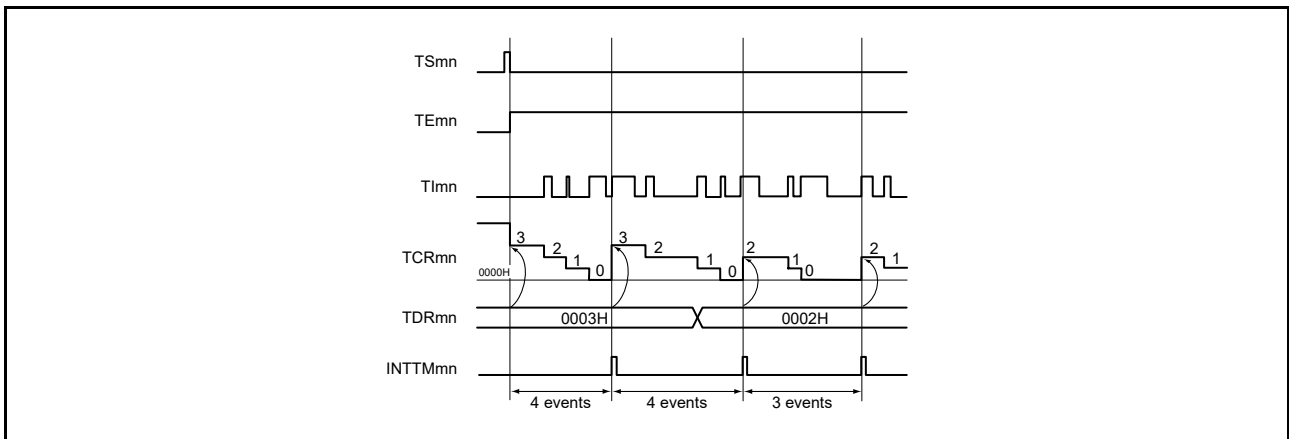 TSmn
TEmn
TImn
TCRmn
3
2
1
0
3
2
1
0
2
1
0
2
1
0000H
TDRmn
0003H
0002H
INTTMmn
4 events
4 events
3 events